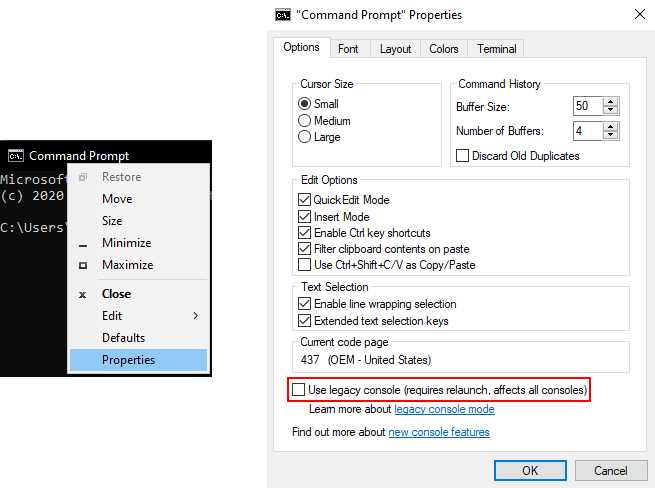 Command Prompt
Microsoft
(c) 2020
C:\Users\
Restore
Move
Size
Minimize
Maximize
Close
Edit
Defaults
Properties
"Command Prompt" Properties
Options Font Layout Colors Terminal
Cursor Size
Small
Medium
Large
Command History
Buffer Size: 50
Number of Buffers: 4
Discard Old Duplicates
Edit Options
QuickEdit Mode
Insert Mode
Enable Ctrl key shortcuts
Filter clipboard contents on paste
Use Ctrl+Shift+C/V as Copy/Paste
Text Selection
Enable line wrapping selection
Extended text selection keys
Current code page
437 (OEM - United States)
Use legacy console (requires relaunch, affects all consoles)
Learn more about legacy console mode
Find out more about new console features
OK Cancel